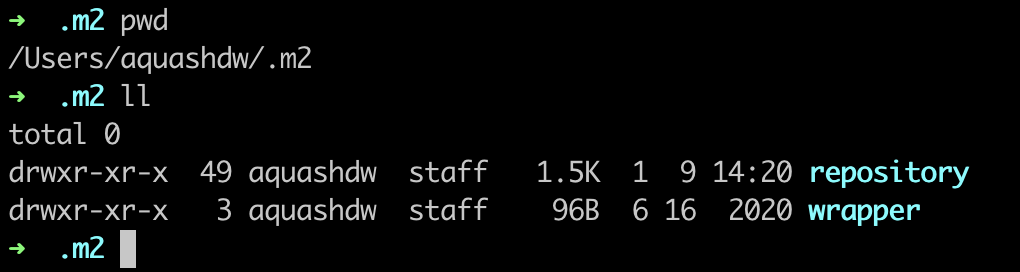 ➜  .m2 pwd
/Users/aquashdw/.m2
➜  .m2 ll
total 0
drwxr-xr-x  49 aquashdw  staff   1.5K  1  9 14:20 repository
drwxr-xr-x   3 aquashdw  staff    96B  6 16  2020 wrapper
➜  .m2